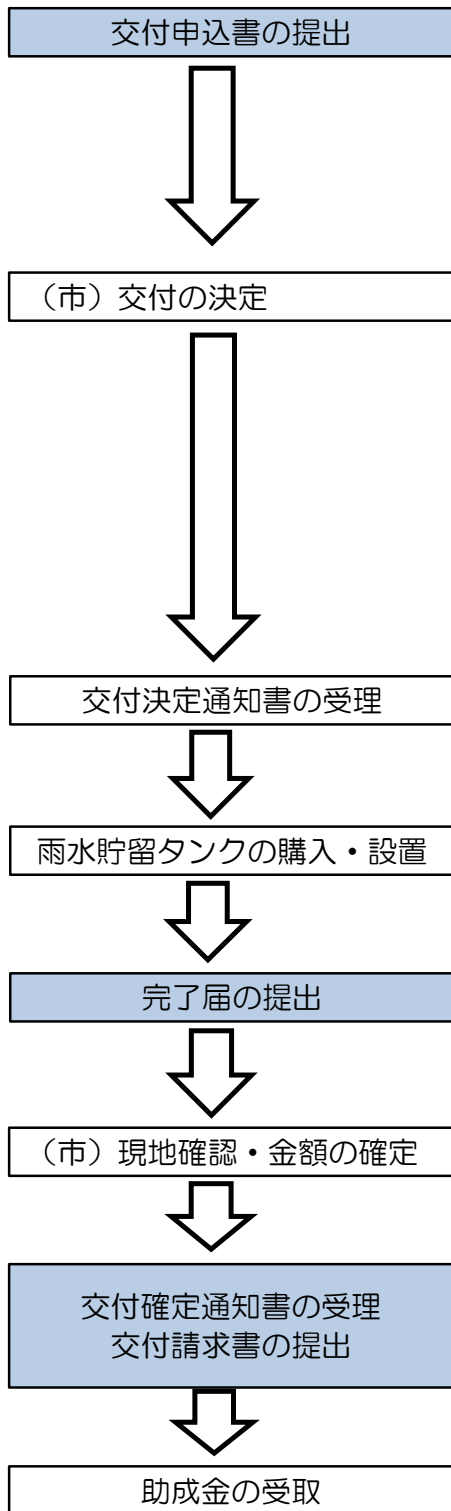 交付申込書の提出
（市）交付の決定
交付決定通知書の受理
雨水貯留タンクの購入・設置
完了届の提出
（市）現地確認・金額の確定
交付確定通知書の受理
交付請求書の提出
助成金の受取